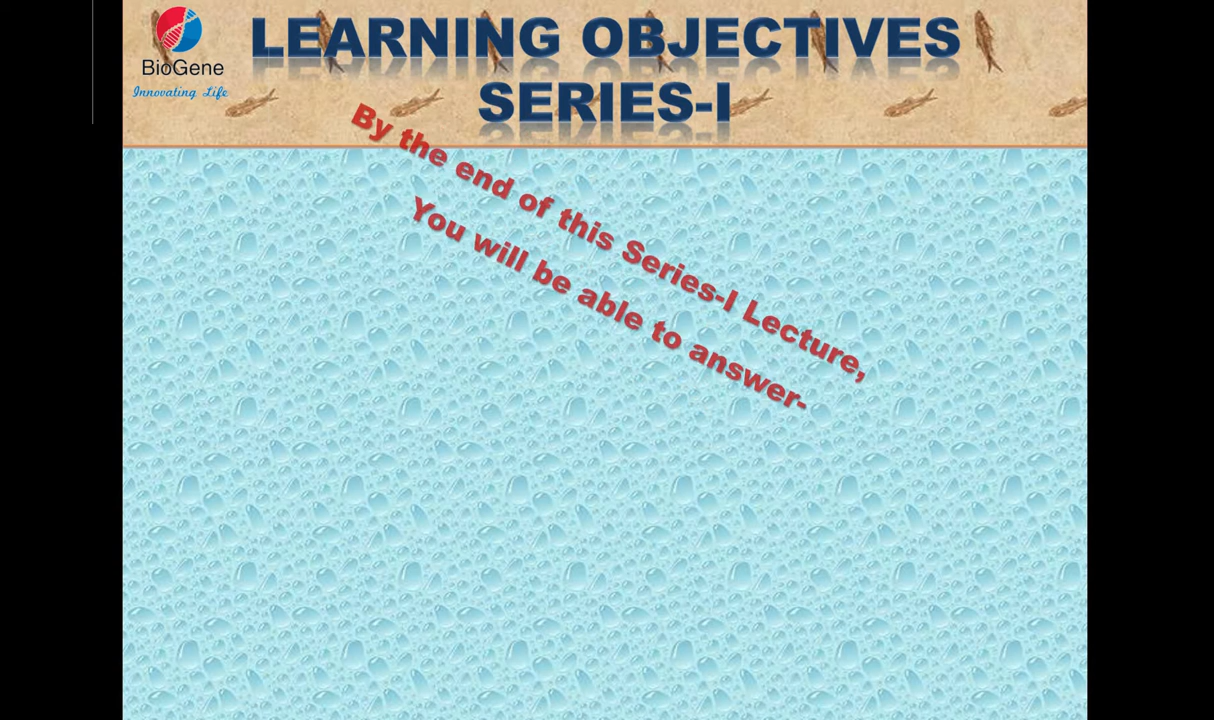 BioGene
Innovating Life
LEARNING OBJECTIVES
SERIES-I
By the end of this Series-I Lecture,
You will be able to answer-